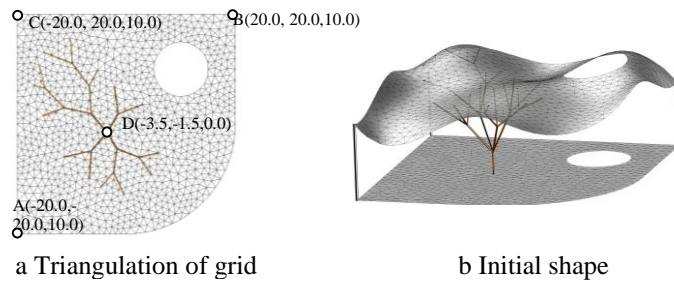 C(-20.0, 20.0,10.0)
B(20.0, 20.0,10.0)
D(-3.5,-1.5,0.0)
A(-20.0,-
20.0,10.0)
a Triangulation of grid
b Initial shape